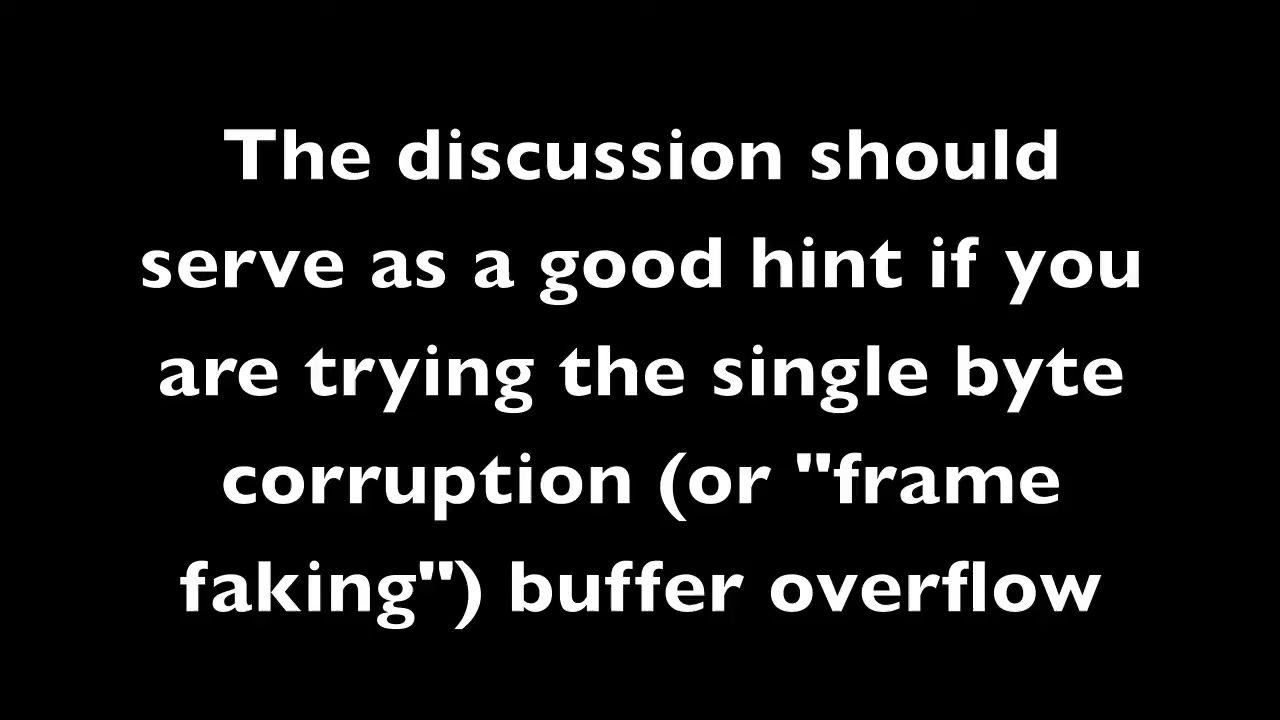 The discussion should
serve as a good hint if you
are trying the single byte
corruption (or "frame
faking") buffer overflow